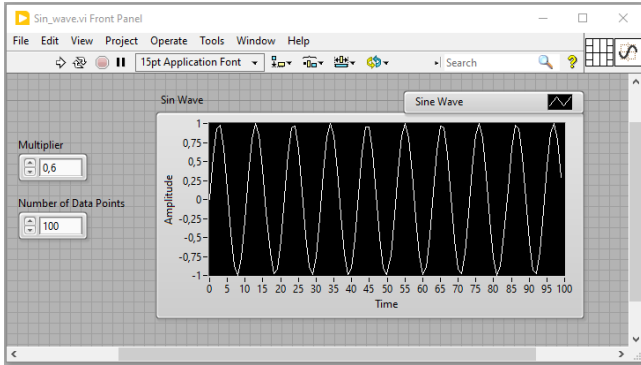 Sin_wave.vi Front Panel
File Edit View Project Operate Tools Window Help
15pt Application Font Search
Sin Wave
Sine Wave
Multiplier
0,6
Number of Data Points
100
Amplitude
1
0,75
0,5
0,25
0
-0,25
-0,5
-0,75
-1
0 5 10 15 20 25 30 35 40 45 50 55 60 65 70 75 80 85 90 95 100
Time